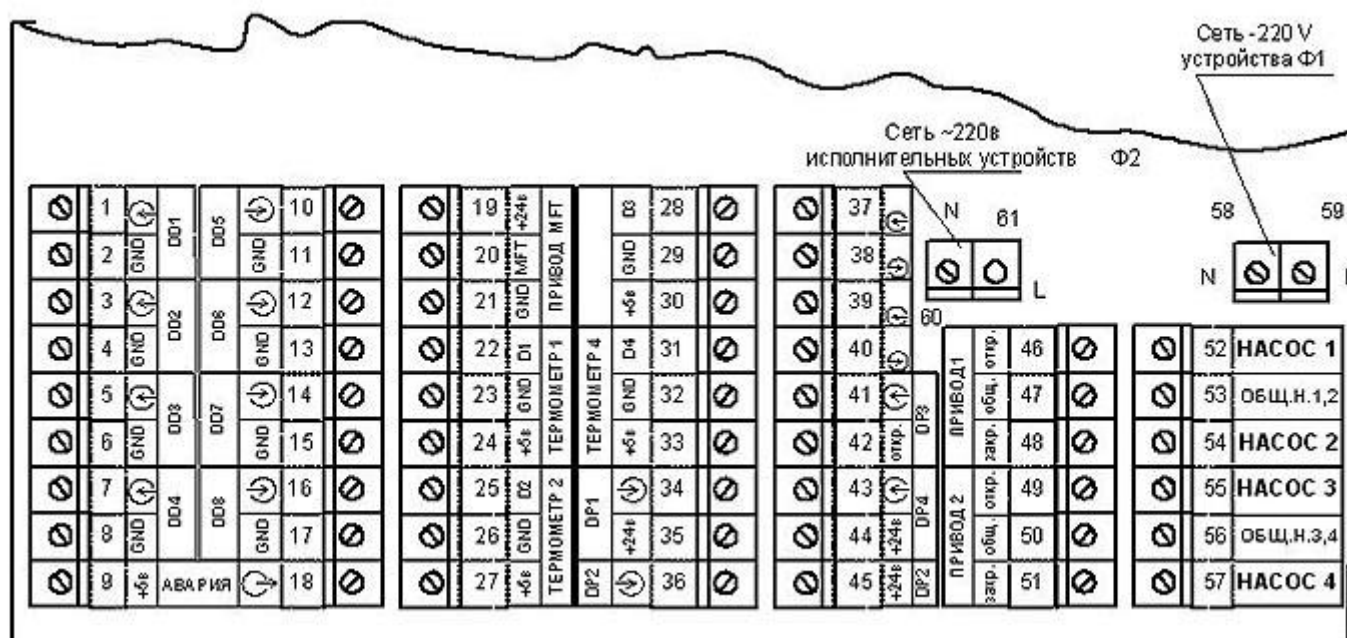 Сеть -220 V
устройства Ф1
Сеть ~220в
исполнительных устройств Ф2
N 61
L
58 59
N
60
1 DD1
2 GND
3 DD2
4 GND
5 DD3
6 GND
7 DD4
8 GND
9 +5в АВАРИЯ 18
DD5 10
GND 11
DD6 12
GND 13
DD7 14
GND 15
DD8 16
GND 17
19 +24в ПРИВОД MFT
20 MFT
21 GND
22 D1 ТЕРМОМЕТР 1
23 GND
24 +5в
25 D2 ТЕРМОМЕТР 2
26 GND
27 +5в
D3 28
GND 29
+5в 30
ТЕРМОМЕТР 4 D4 31
GND 32
+5в 33
DP1 34
+24в 35
DP2 36
37
38
39
40
41 DP3
42 откр.
43 DP4
44 +24в
45 +24в DP2
ПРИВОД1 откр. 46
общ. 47
закр. 48
ПРИВОД 2 откр. 49
общ. 50
закр. 51
52 НАСОС 1
53 ОБЩ.Н.1,2
54 НАСОС 2
55 НАСОС 3
56 ОБЩ.Н.3,4
57 НАСОС 4